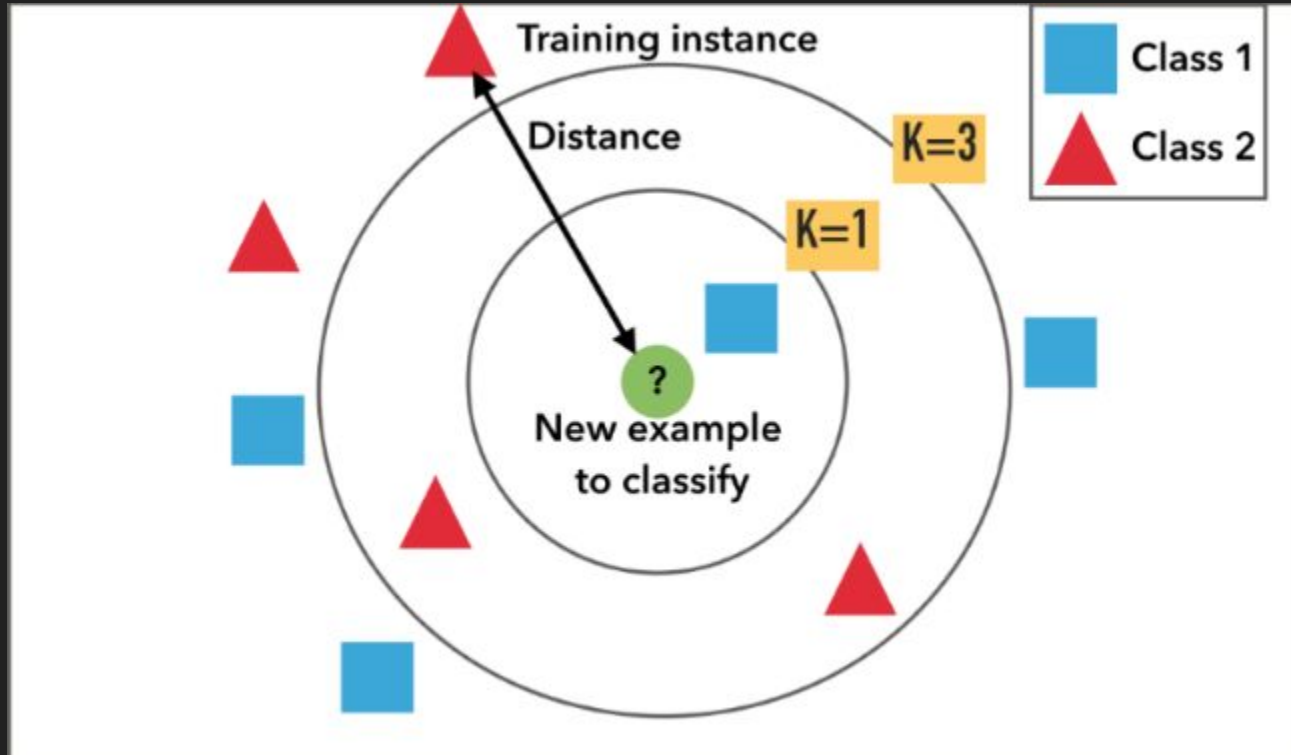 Training instance
Class 1
Distance
K=3
Class 2
K=1
?
New example
to classify